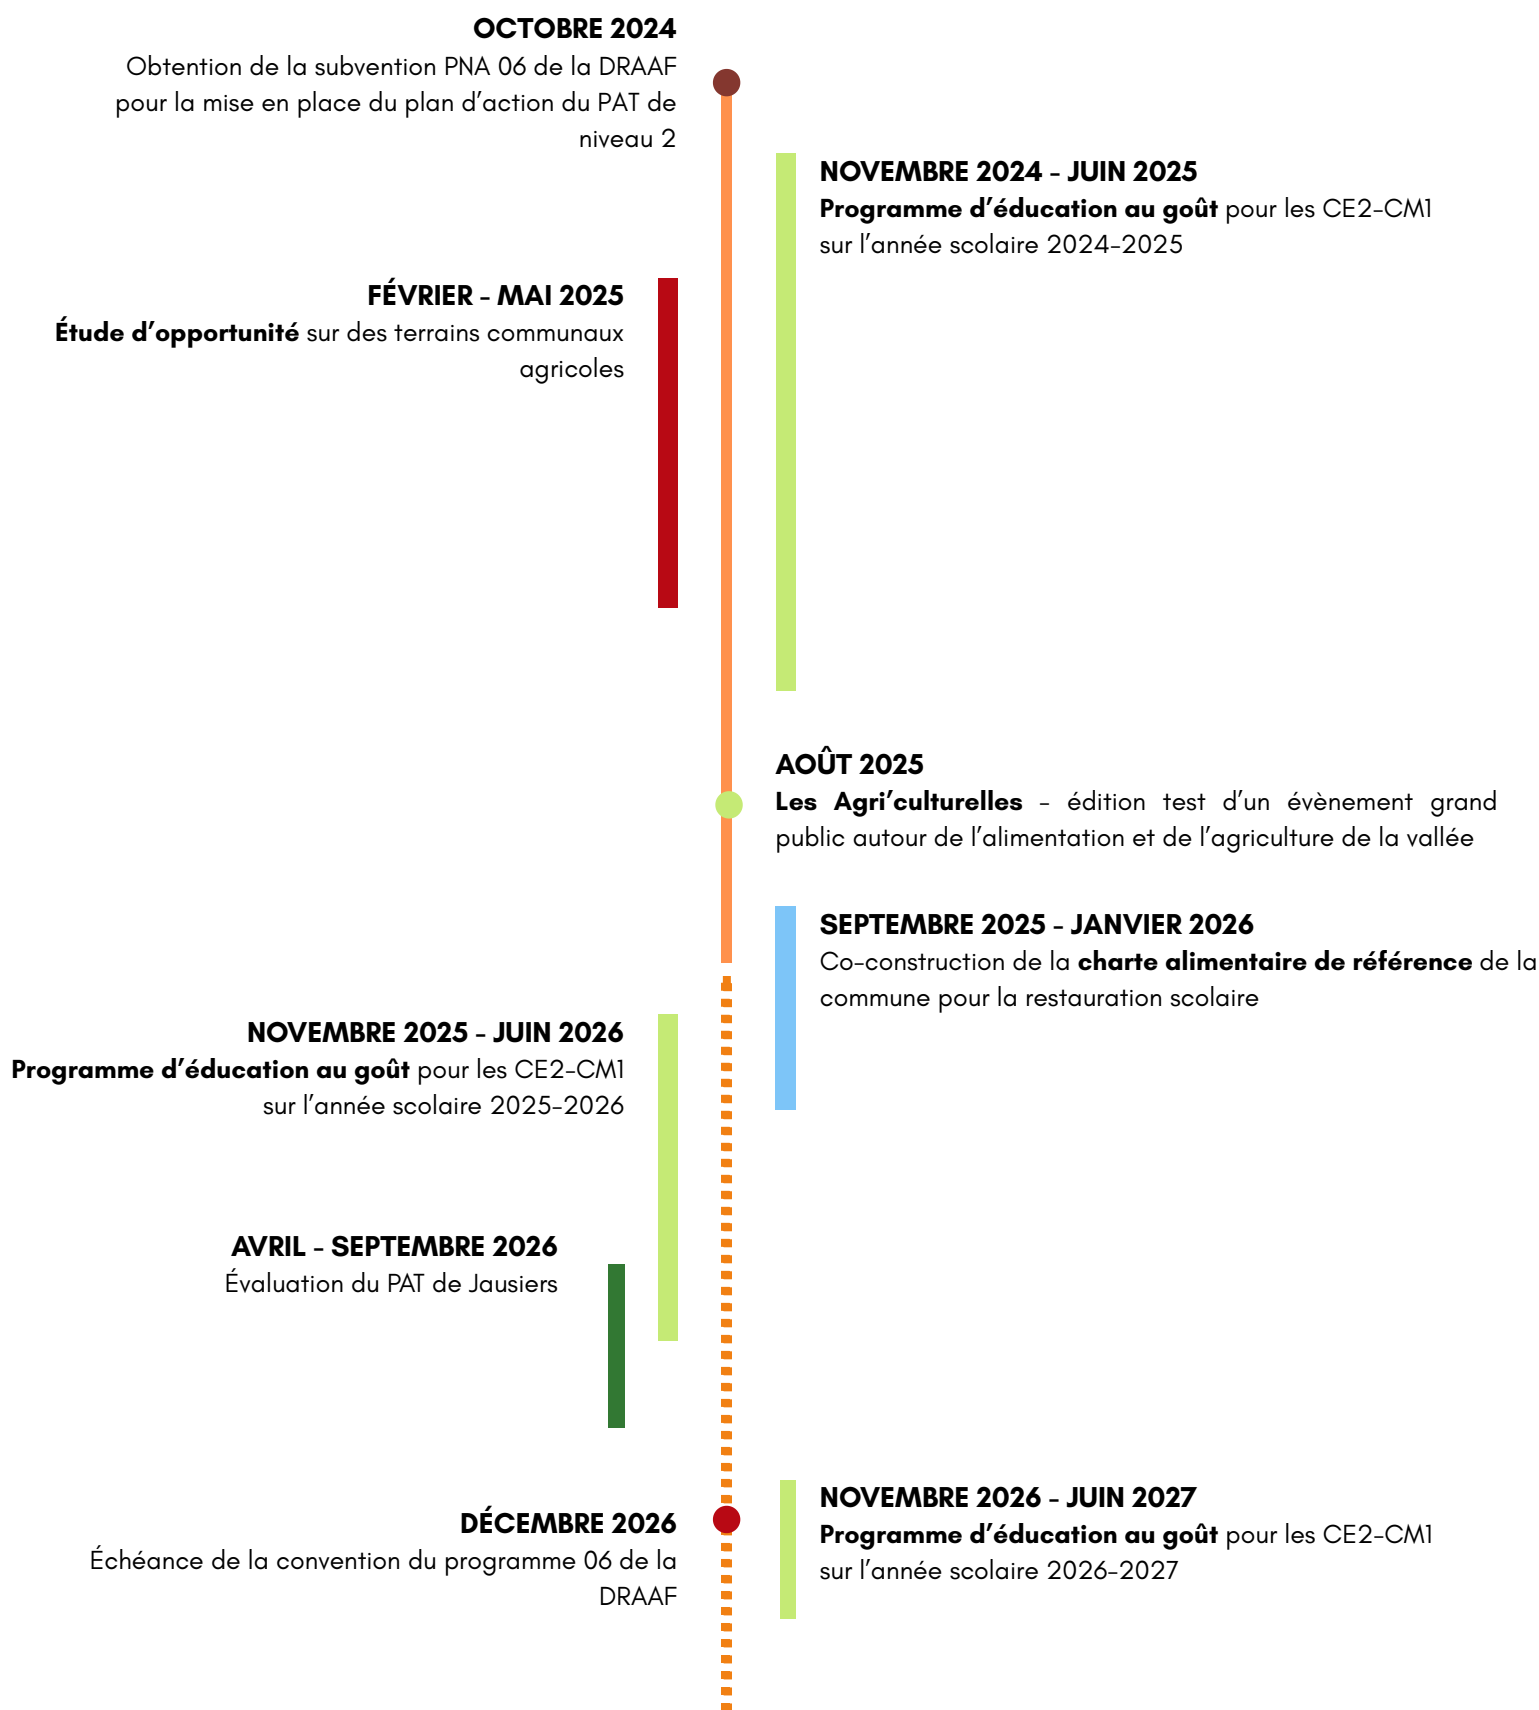 OCTOBRE 2024
Obtention de la subvention PNA 06 de la DRAAF
pour la mise en place du plan d’action du PAT de
niveau 2
NOVEMBRE 2024 - JUIN 2025
Programme d’éducation au goût pour les CE2-CM1
sur l’année scolaire 2024-2025
FÉVRIER - MAI 2025
Étude d’opportunité sur des terrains communaux
agricoles
AOÛT 2025
Les Agri’culturelles - édition test d’un évènement grand
public autour de l’alimentation et de l’agriculture de la vallée
SEPTEMBRE 2025 - JANVIER 2026
Co-construction de la charte alimentaire de référence de la
commune pour la restauration scolaire
NOVEMBRE 2025 - JUIN 2026
Programme d’éducation au goût pour les CE2-CM1
sur l’année scolaire 2025-2026
AVRIL - SEPTEMBRE 2026
Évaluation du PAT de Jausiers
NOVEMBRE 2026 - JUIN 2027
Programme d’éducation au goût pour les CE2-CM1
sur l’année scolaire 2026-2027
DÉCEMBRE 2026
Échéance de la convention du programme 06 de la
DRAAF